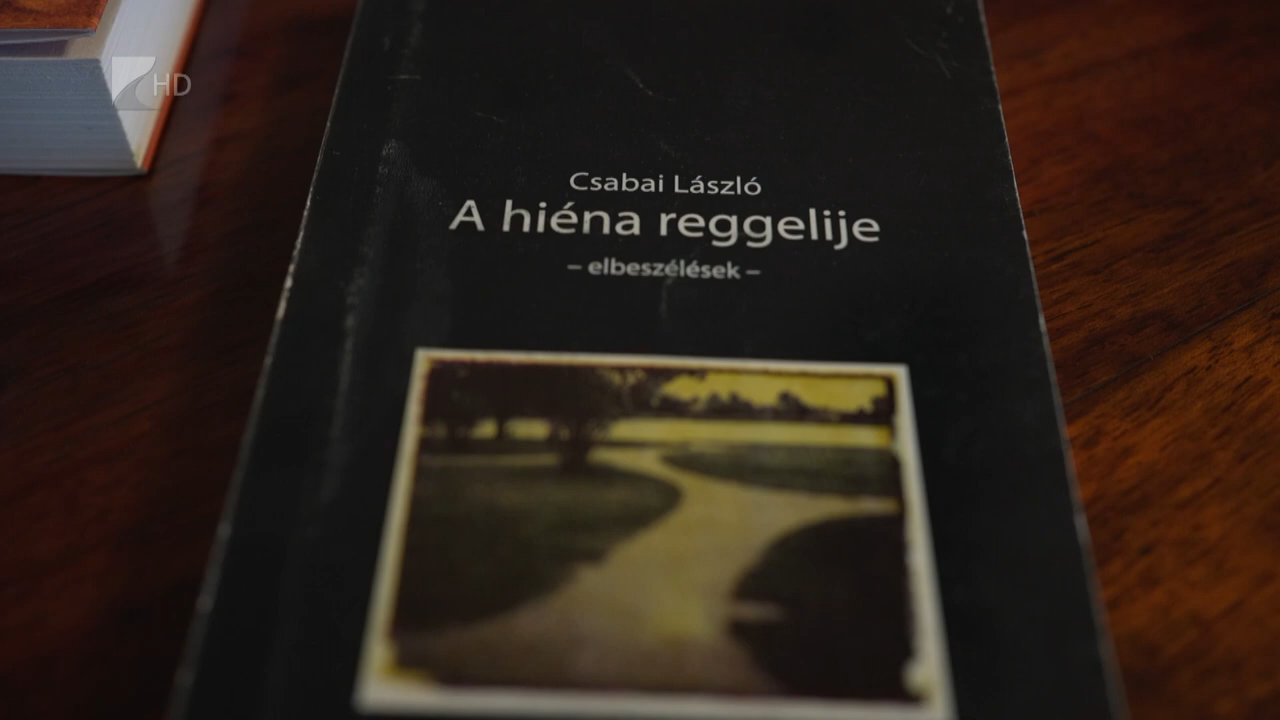 HD
Csabai László
A hiéna reggelije
– elbeszélések –